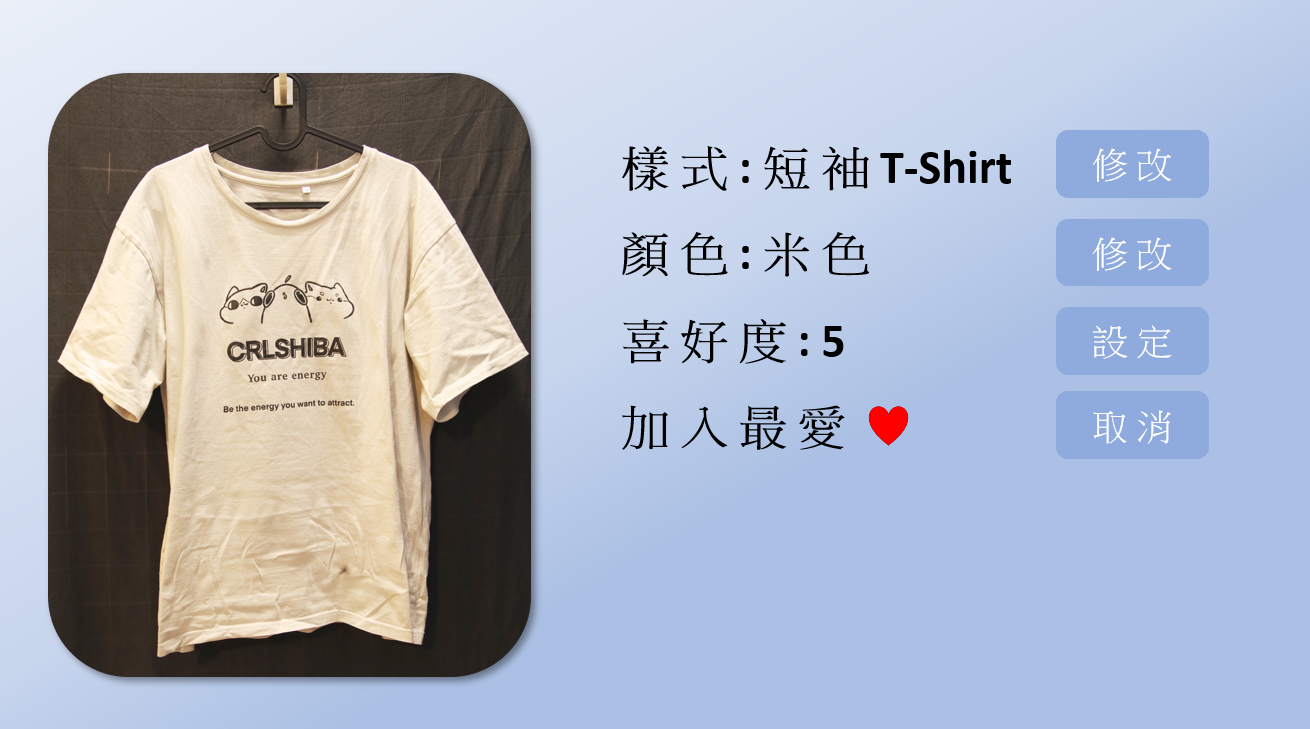 CRLSHIBA
You are energy
Be the energy you want to attract.
樣式:短袖T-Shirt
修改
顏色:米色
修改
喜好度:5
設定
加入最愛
取消